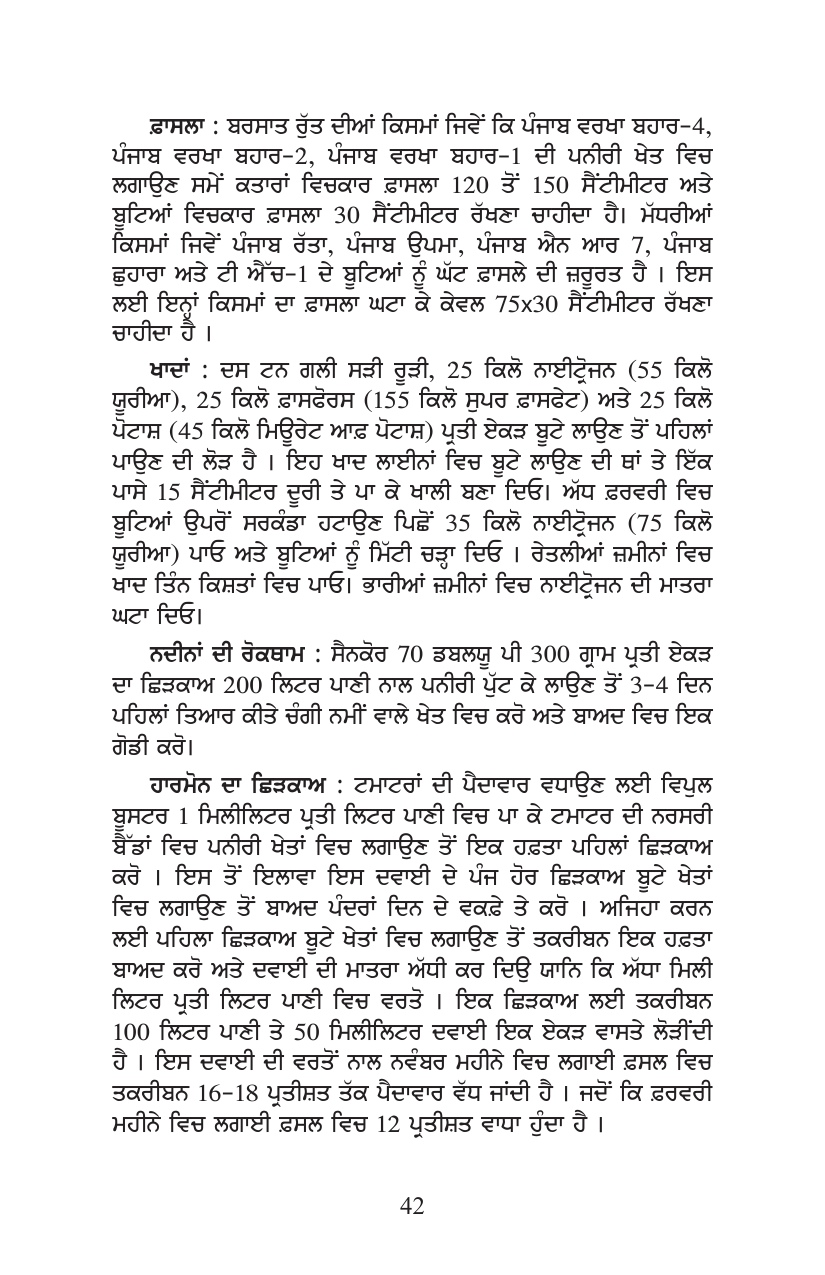 ਫ਼ਾਸਲਾ : ਬਰਸਾਤ ਰੁੱਤ ਦੀਆਂ ਕਿਸਮਾਂ ਜਿਵੇਂ ਕਿ ਪੰਜਾਬ ਵਰਖਾ ਬਹਾਰ-4,
ਪੰਜਾਬ ਵਰਖਾ ਬਹਾਰ-2, ਪੰਜਾਬ ਵਰਖਾ ਬਹਾਰ-1 ਦੀ ਪਨੀਰੀ ਖੇਤ ਵਿਚ
ਲਗਾਉਣ ਸਮੇਂ ਕਤਾਰਾਂ ਵਿਚਕਾਰ ਫ਼ਾਸਲਾ 120 ਤੋਂ 150 ਸੈਂਟੀਮੀਟਰ ਅਤੇ
ਬੂਟਿਆਂ ਵਿਚਕਾਰ ਫ਼ਾਸਲਾ 30 ਸੈਂਟੀਮੀਟਰ ਰੱਖਣਾ ਚਾਹੀਦਾ ਹੈ। ਮੱਧਰੀਆਂ
ਕਿਸਮਾਂ ਜਿਵੇਂ ਪੰਜਾਬ ਰੱਤਾ, ਪੰਜਾਬ ਉਪਮਾ, ਪੰਜਾਬ ਐਨ ਆਰ 7, ਪੰਜਾਬ
ਛੁਹਾਰਾ ਅਤੇ ਟੀ ਐੱਚ-1 ਦੇ ਬੂਟਿਆਂ ਨੂੰ ਘੱਟ ਫ਼ਾਸਲੇ ਦੀ ਜ਼ਰੂਰਤ ਹੈ । ਇਸ
ਲਈ ਇਨ੍ਹਾਂ ਕਿਸਮਾਂ ਦਾ ਫ਼ਾਸਲਾ ਘਟਾ ਕੇ ਕੇਵਲ 75x30 ਸੈਂਟੀਮੀਟਰ ਰੱਖਣਾ
ਚਾਹੀਦਾ ਹੈ ।
ਖਾਦਾਂ : ਦਸ ਟਨ ਗਲੀ ਸੜੀ ਰੂੜੀ, 25 ਕਿਲੋ ਨਾਈਟ੍ਰੋਜਨ (55 ਕਿਲੋ
ਯੂਰੀਆ), 25 ਕਿਲੋ ਫ਼ਾਸਫੋਰਸ (155 ਕਿਲੋ ਸੁਪਰ ਫ਼ਾਸਫੇਟ) ਅਤੇ 25 ਕਿਲੋ
ਪੋਟਾਸ਼ (45 ਕਿਲੋ ਮਿਊਰੇਟ ਆਫ਼ ਪੋਟਾਸ਼) ਪ੍ਰਤੀ ਏਕੜ ਬੂਟੇ ਲਾਉਣ ਤੋਂ ਪਹਿਲਾਂ
ਪਾਉਣ ਦੀ ਲੋੜ ਹੈ । ਇਹ ਖਾਦ ਲਾਈਨਾਂ ਵਿਚ ਬੂਟੇ ਲਾਉਣ ਦੀ ਥਾਂ ਤੇ ਇੱਕ
ਪਾਸੇ 15 ਸੈਂਟੀਮੀਟਰ ਦੂਰੀ ਤੇ ਪਾ ਕੇ ਖਾਲੀ ਬਣਾ ਦਿਓ। ਅੱਧ ਫ਼ਰਵਰੀ ਵਿਚ
ਬੂਟਿਆਂ ਉਪਰੋਂ ਸਰਕੰਡਾ ਹਟਾਉਣ ਪਿਛੋਂ 35 ਕਿਲੋ ਨਾਈਟ੍ਰੋਜਨ (75 ਕਿਲੋ
ਯੂਰੀਆ) ਪਾਓ ਅਤੇ ਬੂਟਿਆਂ ਨੂੰ ਮਿੱਟੀ ਚੜ੍ਹਾ ਦਿਓ । ਰੇਤਲੀਆਂ ਜ਼ਮੀਨਾਂ ਵਿਚ
ਖਾਦ ਤਿੰਨ ਕਿਸ਼ਤਾਂ ਵਿਚ ਪਾਓ। ਭਾਰੀਆਂ ਜ਼ਮੀਨਾਂ ਵਿਚ ਨਾਈਟ੍ਰੋਜਨ ਦੀ ਮਾਤਰਾ
ਘਟਾ ਦਿਓ।
ਨਦੀਨਾਂ ਦੀ ਰੋਕਥਾਮ : ਸੈਨਕੋਰ 70 ਡਬਲਯੂ ਪੀ 300 ਗ੍ਰਾਮ ਪ੍ਰਤੀ ਏਕੜ
ਦਾ ਛਿੜਕਾਅ 200 ਲਿਟਰ ਪਾਣੀ ਨਾਲ ਪਨੀਰੀ ਪੁੱਟ ਕੇ ਲਾਉਣ ਤੋਂ 3-4 ਦਿਨ
ਪਹਿਲਾਂ ਤਿਆਰ ਕੀਤੇ ਚੰਗੀ ਨਮੀਂ ਵਾਲੇ ਖੇਤ ਵਿਚ ਕਰੋ ਅਤੇ ਬਾਅਦ ਵਿਚ ਇਕ
ਗੋਡੀ ਕਰੋ।
ਹਾਰਮੋਨ ਦਾ ਛਿੜਕਾਅ : ਟਮਾਟਰਾਂ ਦੀ ਪੈਦਾਵਾਰ ਵਧਾਉਣ ਲਈ ਵਿਪੁਲ
ਬੂਸਟਰ 1 ਮਿਲੀਲਿਟਰ ਪ੍ਰਤੀ ਲਿਟਰ ਪਾਣੀ ਵਿਚ ਪਾ ਕੇ ਟਮਾਟਰ ਦੀ ਨਰਸਰੀ
ਬੈੱਡਾਂ ਵਿਚ ਪਨੀਰੀ ਖੇਤਾਂ ਵਿਚ ਲਗਾਉਣ ਤੋਂ ਇਕ ਹਫ਼ਤਾ ਪਹਿਲਾਂ ਛਿੜਕਾਅ
ਕਰੋ । ਇਸ ਤੋਂ ਇਲਾਵਾ ਇਸ ਦਵਾਈ ਦੇ ਪੰਜ ਹੋਰ ਛਿੜਕਾਅ ਬੂਟੇ ਖੇਤਾਂ
ਵਿਚ ਲਗਾਉਣ ਤੋਂ ਬਾਅਦ ਪੰਦਰਾਂ ਦਿਨ ਦੇ ਵਕਫ਼ੇ ਤੇ ਕਰੋ । ਅਜਿਹਾ ਕਰਨ
ਲਈ ਪਹਿਲਾ ਛਿੜਕਾਅ ਬੂਟੇ ਖੇਤਾਂ ਵਿਚ ਲਗਾਉਣ ਤੋਂ ਤਕਰੀਬਨ ਇਕ ਹਫ਼ਤਾ
ਬਾਅਦ ਕਰੋ ਅਤੇ ਦਵਾਈ ਦੀ ਮਾਤਰਾ ਅੱਧੀ ਕਰ ਦਿਉ ਯਾਨਿ ਕਿ ਅੱਧਾ ਮਿਲੀ
ਲਿਟਰ ਪ੍ਰਤੀ ਲਿਟਰ ਪਾਣੀ ਵਿਚ ਵਰਤੋ । ਇਕ ਛਿੜਕਾਅ ਲਈ ਤਕਰੀਬਨ
100 ਲਿਟਰ ਪਾਣੀ ਤੇ 50 ਮਿਲੀਲਿਟਰ ਦਵਾਈ ਇਕ ਏਕੜ ਵਾਸਤੇ ਲੋੜੀਂਦੀ
ਹੈ । ਇਸ ਦਵਾਈ ਦੀ ਵਰਤੋਂ ਨਾਲ ਨਵੰਬਰ ਮਹੀਨੇ ਵਿਚ ਲਗਾਈ ਫ਼ਸਲ ਵਿਚ
ਤਕਰੀਬਨ 16-18 ਪ੍ਰਤੀਸ਼ਤ ਤੱਕ ਪੈਦਾਵਾਰ ਵੱਧ ਜਾਂਦੀ ਹੈ । ਜਦੋਂ ਕਿ ਫ਼ਰਵਰੀ
ਮਹੀਨੇ ਵਿਚ ਲਗਾਈ ਫ਼ਸਲ ਵਿਚ 12 ਪ੍ਰਤੀਸ਼ਤ ਵਾਧਾ ਹੁੰਦਾ ਹੈ ।
42